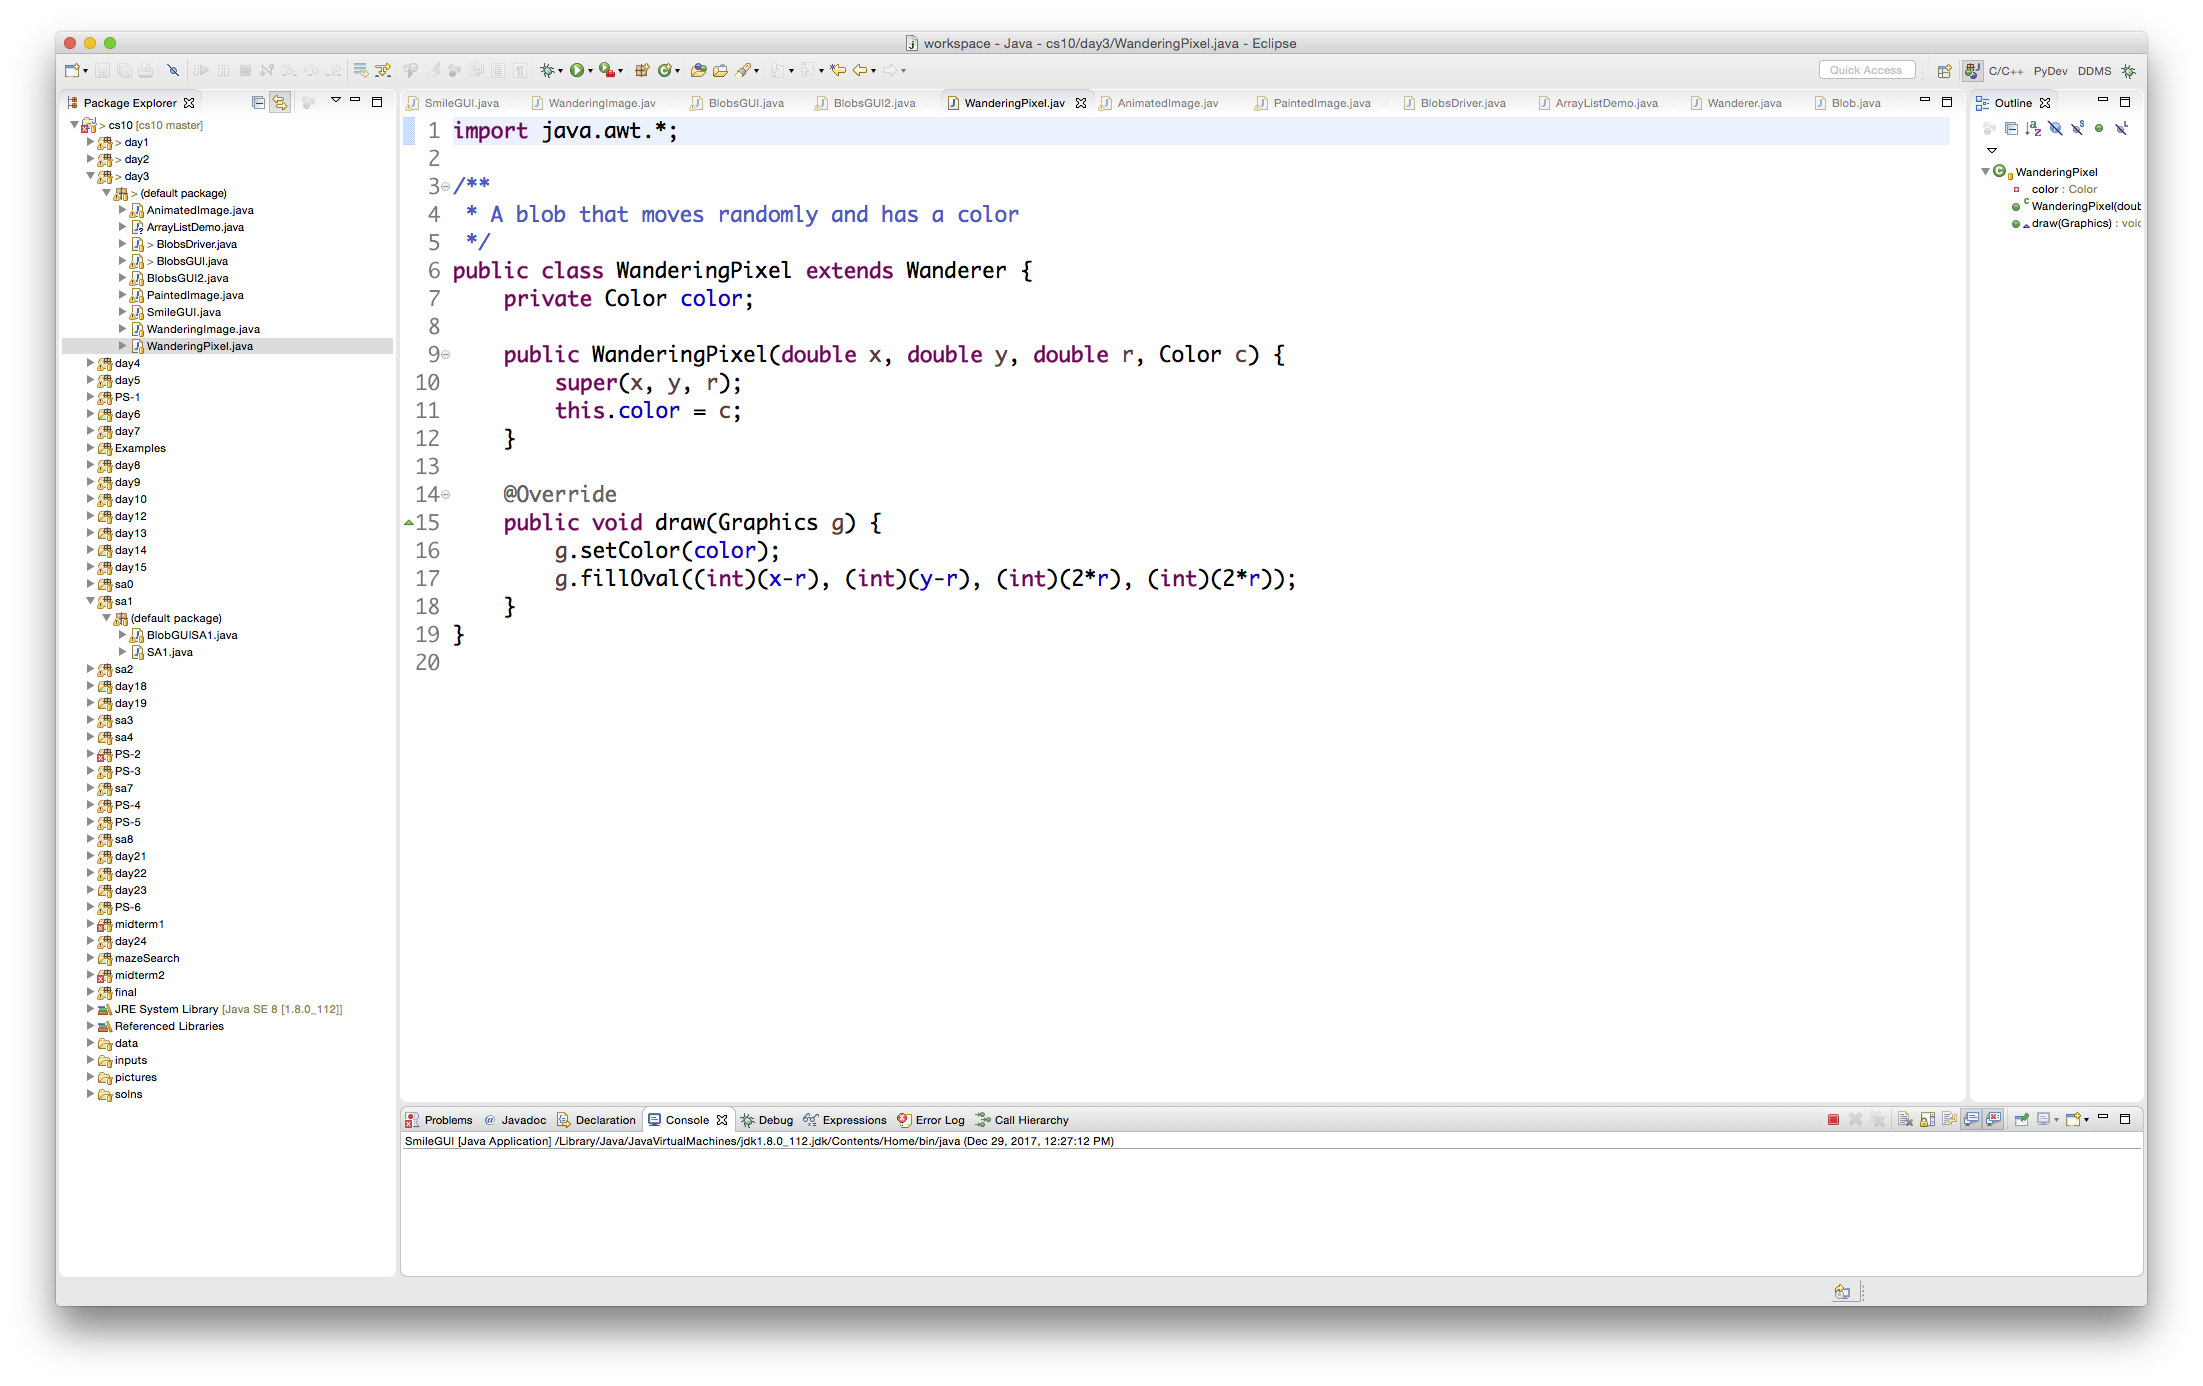 workspace - Java - cs10/day3/WanderingPixel.java - Eclipse
Quick Access
C/C++ PyDev DDMS
Package Explorer
> cs10 [cs10 master]
> day1
> day2
> day3
> (default package)
AnimatedImage.java
ArrayListDemo.java
> BlobsDriver.java
> BlobsGUI.java
BlobsGUI2.java
PaintedImage.java
SmileGUI.java
WanderingImage.java
WanderingPixel.java
day4
day5
PS-1
day6
day7
Examples
day8
day9
day10
day12
day13
day14
day15
sa0
sa1
(default package)
BlobGUISA1.java
SA1.java
sa2
day18
day19
sa3
sa4
PS-2
PS-3
sa7
PS-4
PS-5
sa8
day21
day22
day23
PS-6
midterm1
day24
mazeSearch
midterm2
final
JRE System Library [Java SE 8 [1.8.0_112]]
Referenced Libraries
data
inputs
pictures
solns
SmileGUI.java WanderingImage.jav BlobsGUI.java BlobsGUI2.java WanderingPixel.jav AnimatedImage.jav PaintedImage.java BlobsDriver.java ArrayListDemo.java Wanderer.java Blob.java
1 import java.awt.*;
2
3 /**
4  * A blob that moves randomly and has a color
5  */
6 public class WanderingPixel extends Wanderer {
7     private Color color;
8
9     public WanderingPixel(double x, double y, double r, Color c) {
10         super(x, y, r);
11         this.color = c;
12     }
13
14     @Override
15     public void draw(Graphics g) {
16         g.setColor(color);
17         g.fillOval((int)(x-r), (int)(y-r), (int)(2*r), (int)(2*r));
18     }
19 }
20
Outline
WanderingPixel
color : Color
WanderingPixel(doub
draw(Graphics) : void
Problems @ Javadoc Declaration Console Debug Expressions Error Log Call Hierarchy
SmileGUI [Java Application] /Library/Java/JavaVirtualMachines/jdk1.8.0_112.jdk/Contents/Home/bin/java (Dec 29, 2017, 12:27:12 PM)